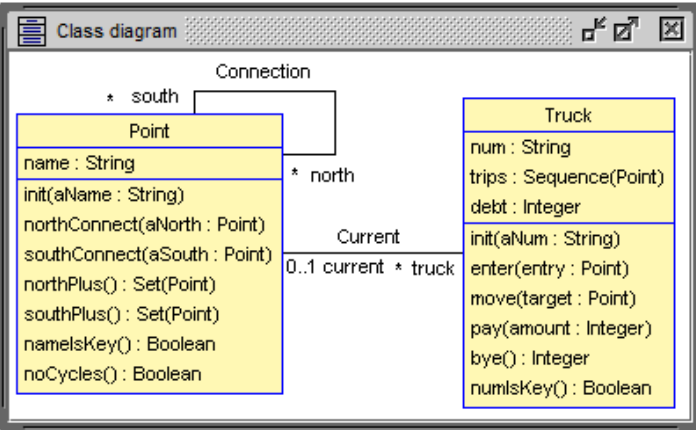 Class diagram
Connection
* south
Point
name : String
init(aName : String)
northConnect(aNorth : Point)
southConnect(aSouth : Point)
northPlus() : Set(Point)
southPlus() : Set(Point)
nameIsKey() : Boolean
noCycles() : Boolean
* north
Current
0..1 current * truck
Truck
num : String
trips : Sequence(Point)
debt : Integer
init(aNum : String)
enter(entry : Point)
move(target : Point)
pay(amount : Integer)
bye() : Integer
numIsKey() : Boolean